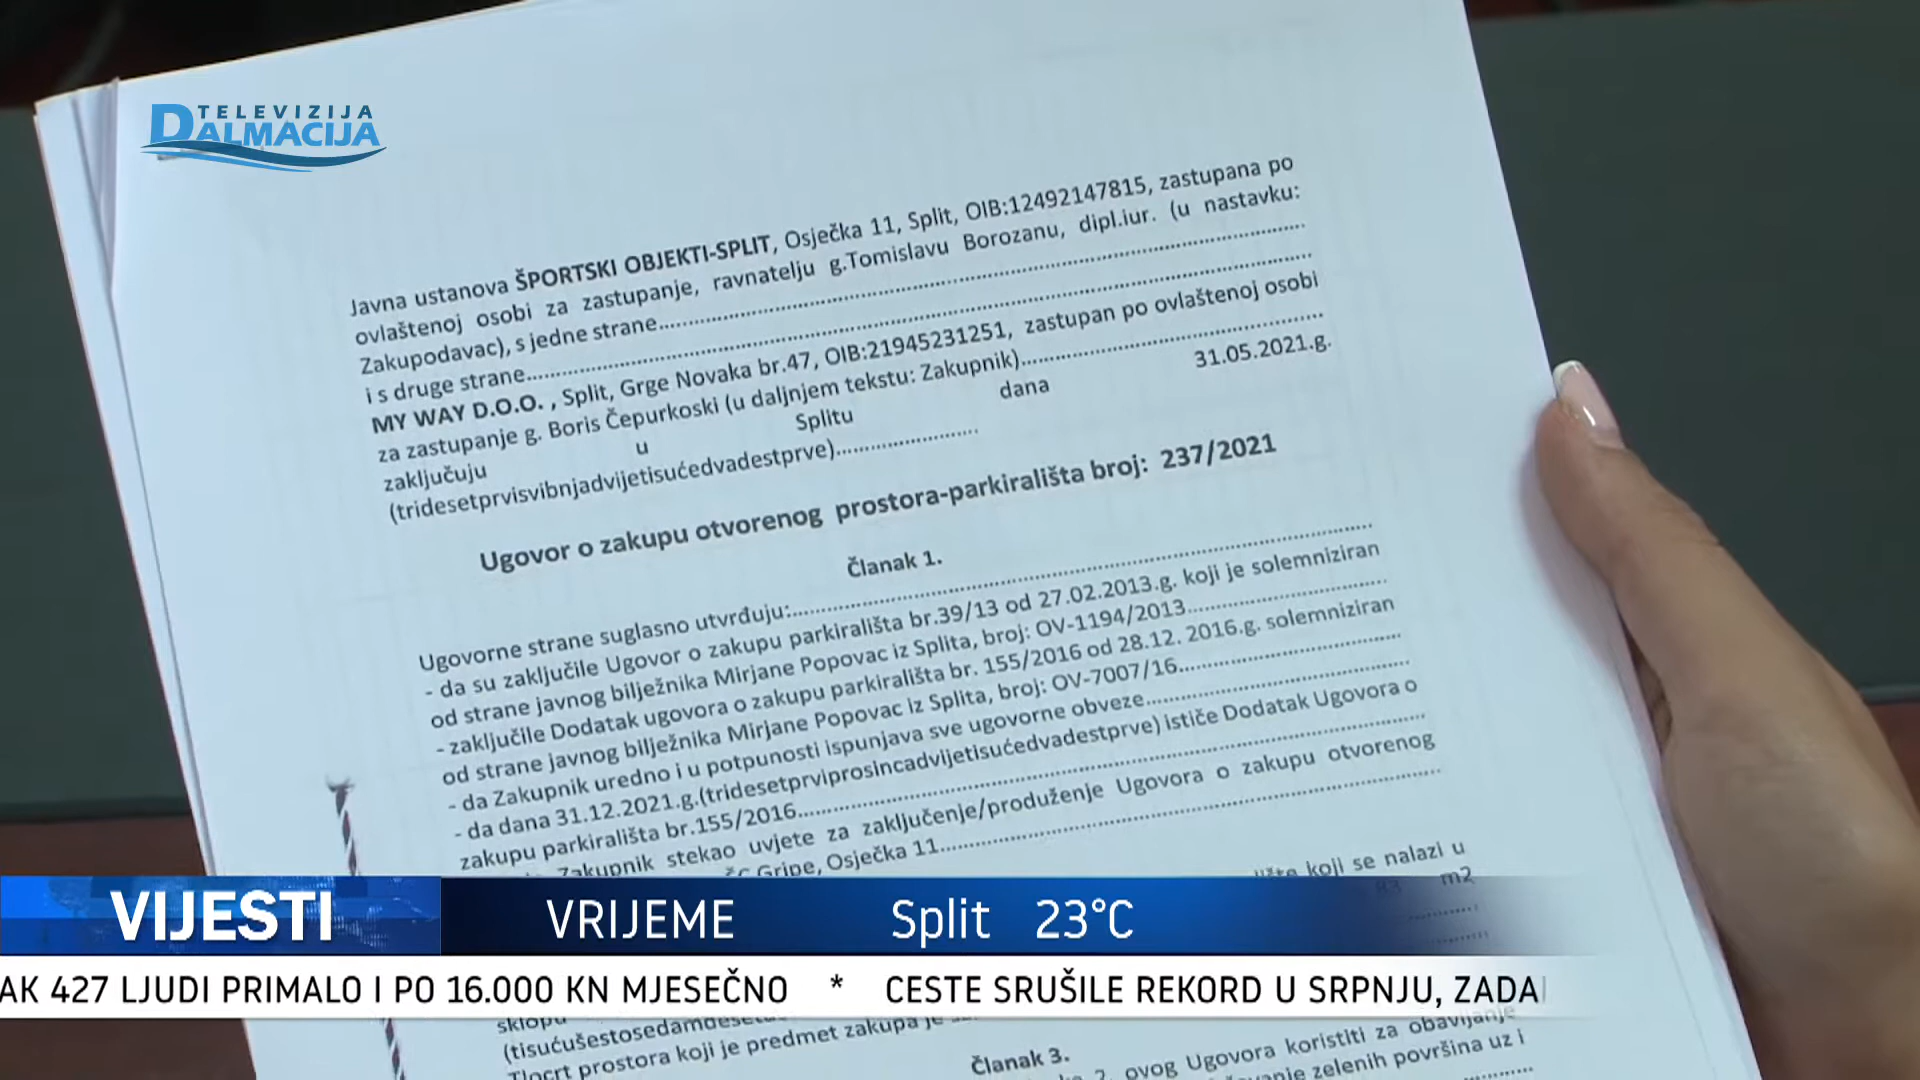 TELEVIZIJA
DALMACIJA
Javna ustanova ŠPORTSKI OBJEKTI-SPLIT, Osječka 11, Split, OIB:12492147815, zastupana po
ovlaštenoj osobi za zastupanje, ravnatelju g.Tomislavu Borozanu, dipl.iur. (u nastavku:
Zakupodavac), s jedne strane
i s druge strane
MY WAY D.O.O. , Split, Grge Novaka br.47, OIB:21945231251, zastupan po ovlaštenoj osobi
za zastupanje g. Boris Čepurkoski (u daljnjem tekstu: Zakupnik)
zaključuju u Splitu dana 31.05.2021.g.
(tridesetprvisvibnjadvijetisućedvadestprve)
Ugovor o zakupu otvorenog prostora-parkirališta broj: 237/2021
Članak 1.
Ugovorne strane suglasno utvrđuju:
- da su zaključile Ugovor o zakupu parkirališta br.39/13 od 27.02.2013.g. koji je solemniziran
od strane javnog bilježnika Mirjane Popovac iz Splita, broj: OV-1194/2013
- zaključile Dodatak ugovora o zakupu parkirališta br. 155/2016 od 28.12. 2016.g. solemniziran
od strane javnog bilježnika Mirjane Popovac iz Splita, broj: OV-7007/16
- da Zakupnik uredno i u potpunosti ispunjava sve ugovorne obveze
- da dana 31.12.2021.g.(tridesetprviprosincadvijetisućedvadestprve) ističe Dodatak Ugovora o
zakupu parkirališta br.155/2016
Zakupnik stekao uvjete za zaključenje/produženje Ugovora o zakupu otvorenog
Gripe, Osječka 11
koji se nalazi u
m2
VIJESTI VRIJEME Split 23°C
AK 427 LJUDI PRIMALO I PO 16.000 KN MJESEČNO * CESTE SRUŠILE REKORD U SRPNJU, ZADA
sklopu
Tlocrt prostora koji je predmet zakupa je
Članak 3.
2. ovog Ugovora koristiti za obavljanje
zelenih površina uz i